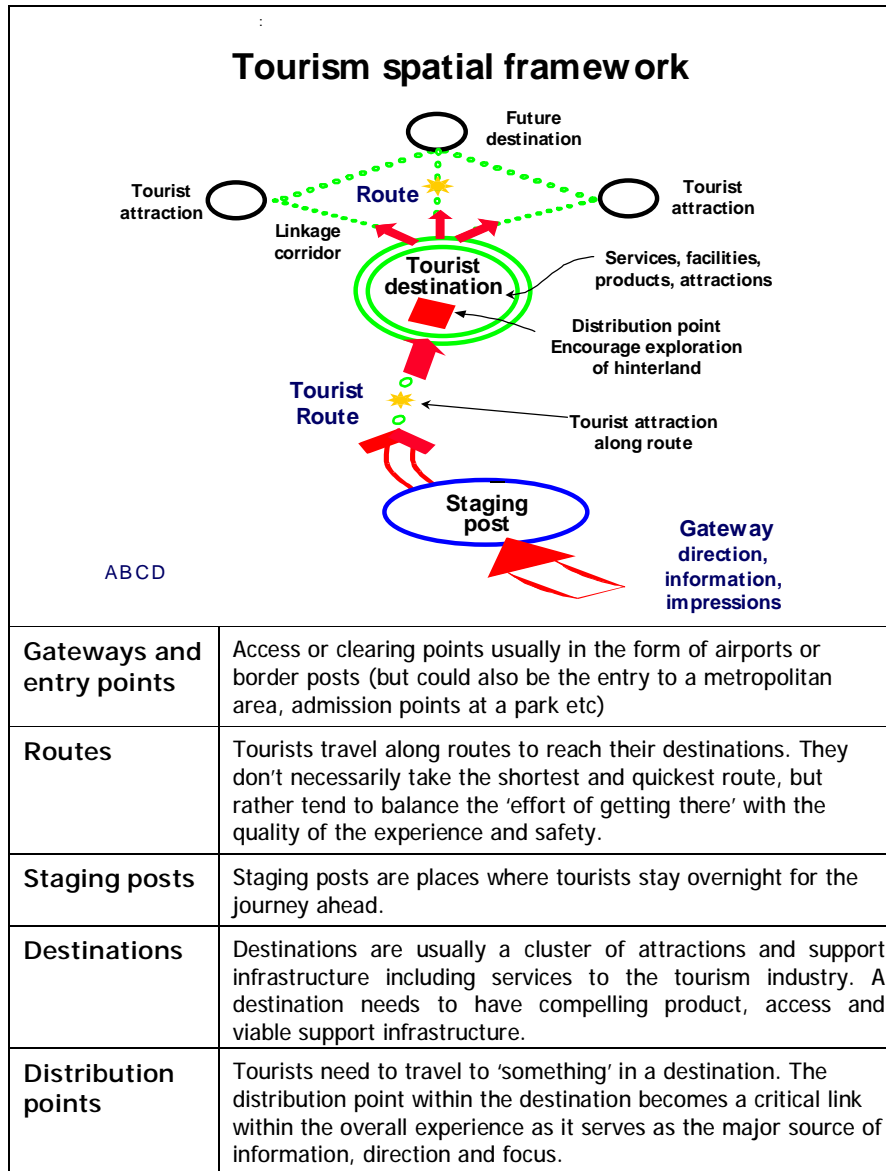 :
Tourism spatial framework
Future
destination
Tourist
attraction
Route
Tourist
attraction
Linkage
corridor
Tourist
destination
Services, facilities,
products, attractions
Distribution point
Encourage exploration
of hinterland
Tourist
Route
Tourist attraction
along route
Staging
post
Gateway
direction,
information,
impressions
ABCD
Gateways and
entry points
Access or clearing points usually in the form of airports or
border posts (but could also be the entry to a metropolitan
area, admission points at a park etc)
Routes
Tourists travel along routes to reach their destinations. They
don’t necessarily take the shortest and quickest route, but
rather tend to balance the ‘effort of getting there’ with the
quality of the experience and safety.
Staging posts
Staging posts are places where tourists stay overnight for the
journey ahead.
Destinations
Destinations are usually a cluster of attractions and support
infrastructure including services to the tourism industry. A
destination needs to have compelling product, access and
viable support infrastructure.
Distribution
points
Tourists need to travel to ‘something’ in a destination. The
distribution point within the destination becomes a critical link
within the overall experience as it serves as the major source of
information, direction and focus.